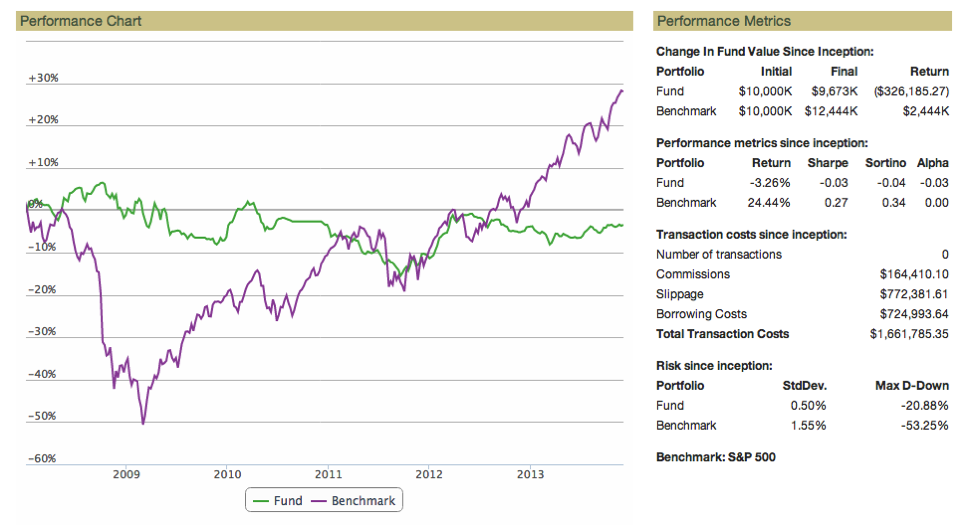 Performance Chart
+30%
+20%
+10%
0%
-10%
-20%
-30%
-40%
-50%
-60%
2009 2010 2011 2012 2013
Fund Benchmark
Performance Metrics
Change In Fund Value Since Inception:
Portfolio Initial Final Return
Fund $10,000K $9,673K ($326,185.27)
Benchmark $10,000K $12,444K $2,444K
Performance metrics since inception:
Portfolio Return Sharpe Sortino Alpha
Fund -3.26% -0.03 -0.04 -0.03
Benchmark 24.44% 0.27 0.34 0.00
Transaction costs since inception:
Number of transactions 0
Commissions $164,410.10
Slippage $772,381.61
Borrowing Costs $724,993.64
Total Transaction Costs $1,661,785.35
Risk since inception:
Portfolio StdDev. Max D-Down
Fund 0.50% -20.88%
Benchmark 1.55% -53.25%
Benchmark: S&P 500